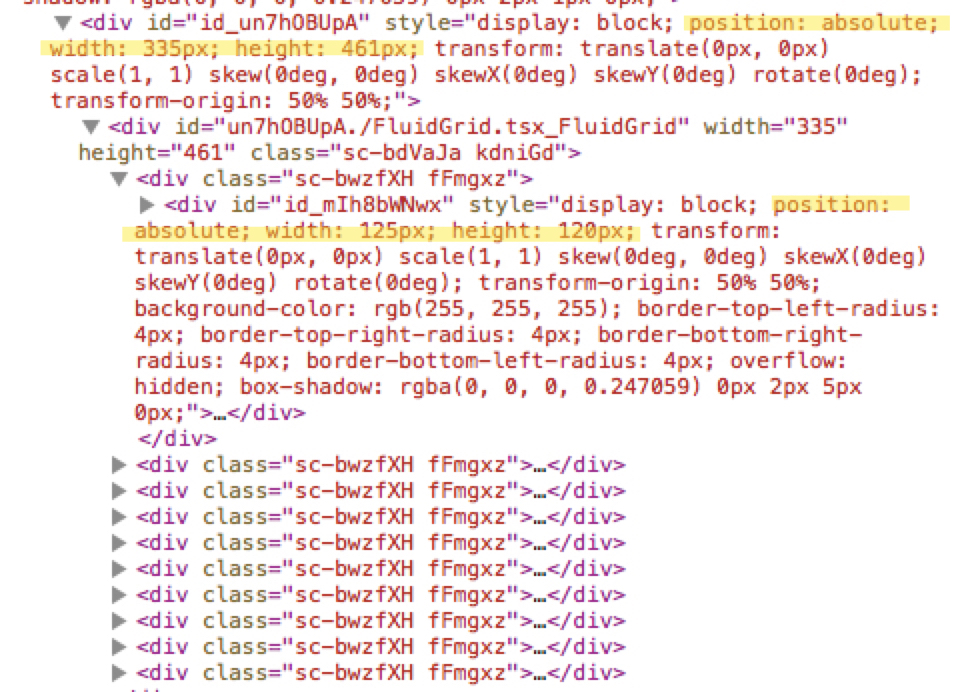 shadow: rgba(0, 0, 0, 0.247059) 0px 2px 1px 0px;">
▼<div id="id_un7hOBUpA" style="display: block; position: absolute;
width: 335px; height: 461px; transform: translate(0px, 0px)
scale(1, 1) skew(0deg, 0deg) skewX(0deg) skewY(0deg) rotate(0deg);
transform-origin: 50% 50%;">
▼<div id="un7hOBUpA./FluidGrid.tsx_FluidGrid" width="335"
height="461" class="sc-bdVaJa kdniGd">
▼<div class="sc-bwzfXH fFmgxz">
▶<div id="id_mIh8bWNwx" style="display: block; position:
absolute; width: 125px; height: 120px; transform:
translate(0px, 0px) scale(1, 1) skew(0deg, 0deg) skewX(0deg)
skewY(0deg) rotate(0deg); transform-origin: 50% 50%;
background-color: rgb(255, 255, 255); border-top-left-radius:
4px; border-top-right-radius: 4px; border-bottom-right-
radius: 4px; border-bottom-left-radius: 4px; overflow:
hidden; box-shadow: rgba(0, 0, 0, 0.247059) 0px 2px 5px
0px;">…</div>
</div>
▶<div class="sc-bwzfXH fFmgxz">…</div>
▶<div class="sc-bwzfXH fFmgxz">…</div>
▶<div class="sc-bwzfXH fFmgxz">…</div>
▶<div class="sc-bwzfXH fFmgxz">…</div>
▶<div class="sc-bwzfXH fFmgxz">…</div>
▶<div class="sc-bwzfXH fFmgxz">…</div>
▶<div class="sc-bwzfXH fFmgxz">…</div>
▶<div class="sc-bwzfXH fFmgxz">…</div>
▶<div class="sc-bwzfXH fFmgxz">…</div>